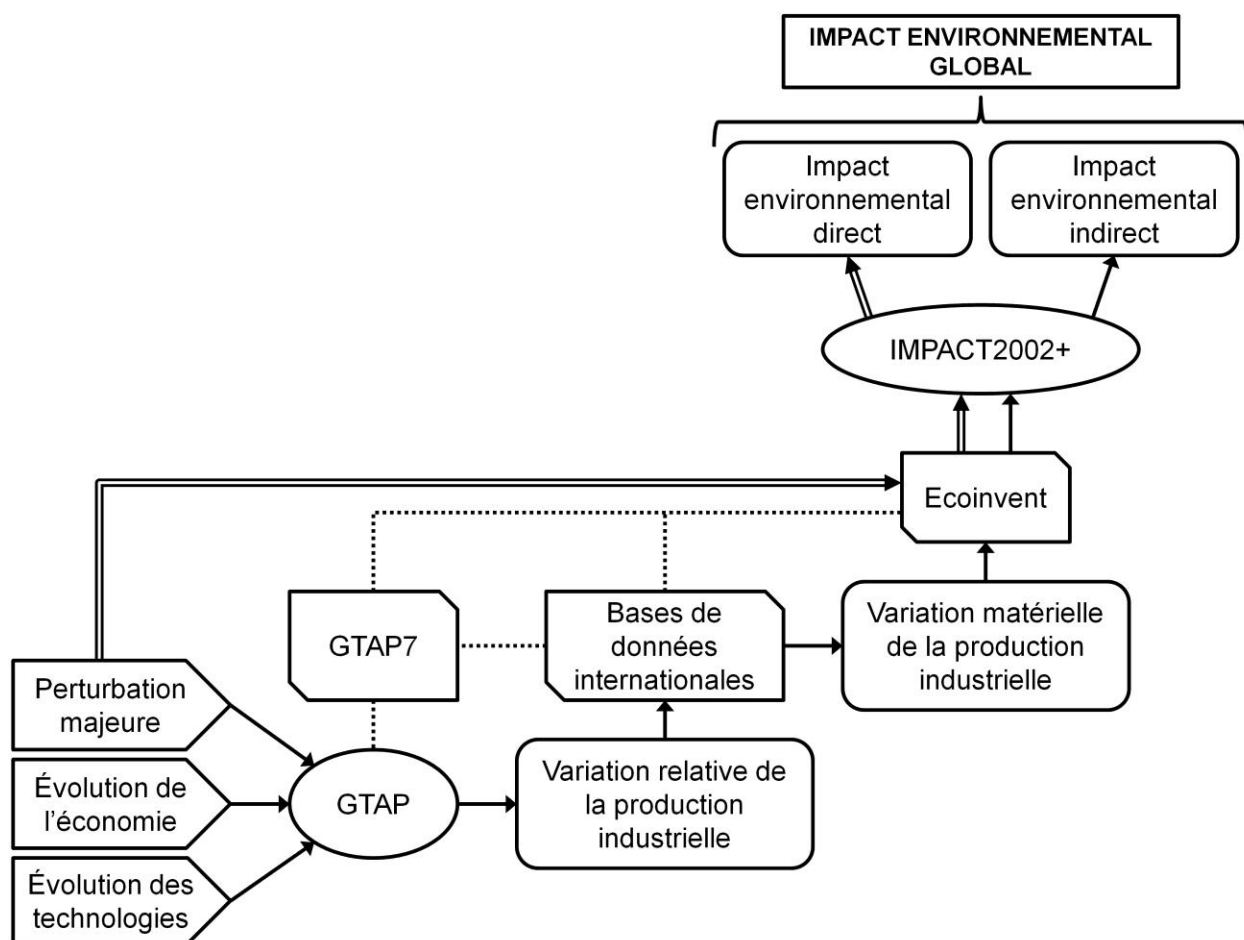 IMPACT ENVIRONNEMENTAL
GLOBAL
Impact
environnemental
direct
Impact
environnemental
indirect
IMPACT2002+
Ecoinvent
GTAP7
Bases de
données
internationales
Variation matérielle
de la production
industrielle
Perturbation
majeure
Évolution de
l’économie
Évolution des
technologies
GTAP
Variation relative de
la production
industrielle